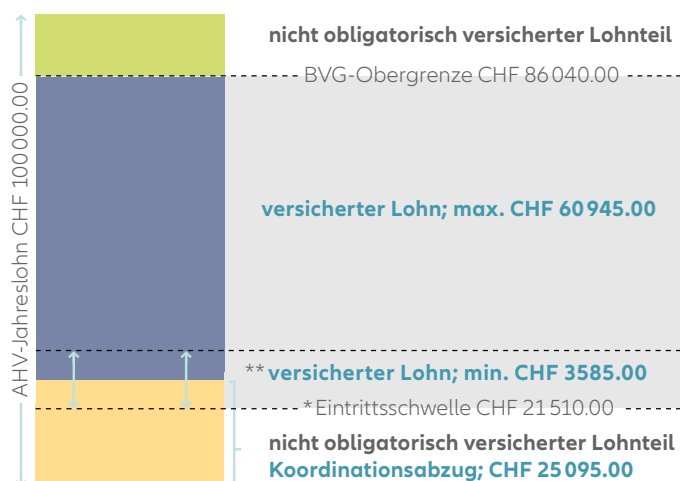 nicht obligatorisch versicherter Lohnteil
BVG-Obergrenze CHF 86 040.00
AHV-Jahreslohn CHF 100 000.00
versicherter Lohn; max. CHF 60 945.00
** versicherter Lohn; min. CHF 3585.00
* Eintrittsschwelle CHF 21 510.00
nicht obligatorisch versicherter Lohnteil
Koordinationsabzug; CHF 25 095.00